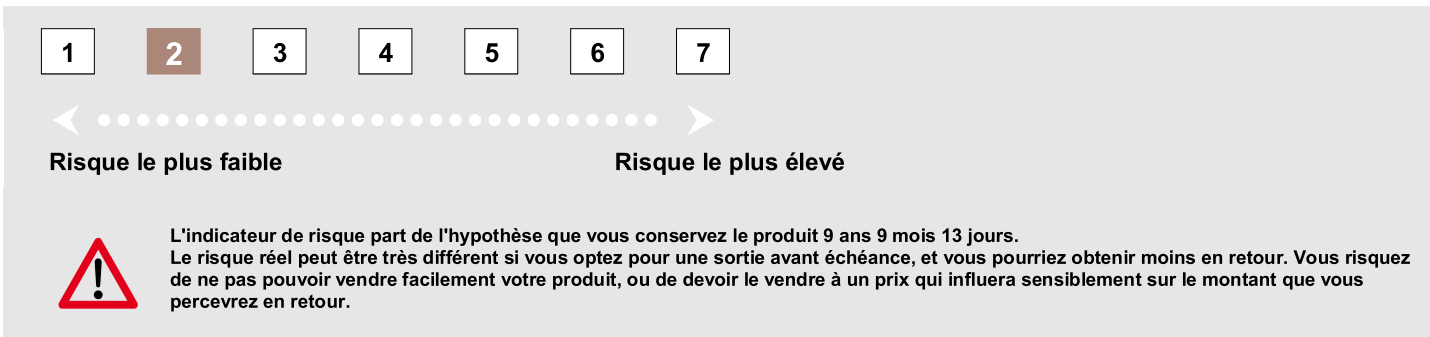 1 2 3 4 5 6 7
Risque le plus faible Risque le plus élevé
L'indicateur de risque part de l'hypothèse que vous conservez le produit 9 ans 9 mois 13 jours.
Le risque réel peut être très différent si vous optez pour une sortie avant échéance, et vous pourriez obtenir moins en retour. Vous risquez
de ne pas pouvoir vendre facilement votre produit, ou de devoir le vendre à un prix qui influera sensiblement sur le montant que vous
percevrez en retour.